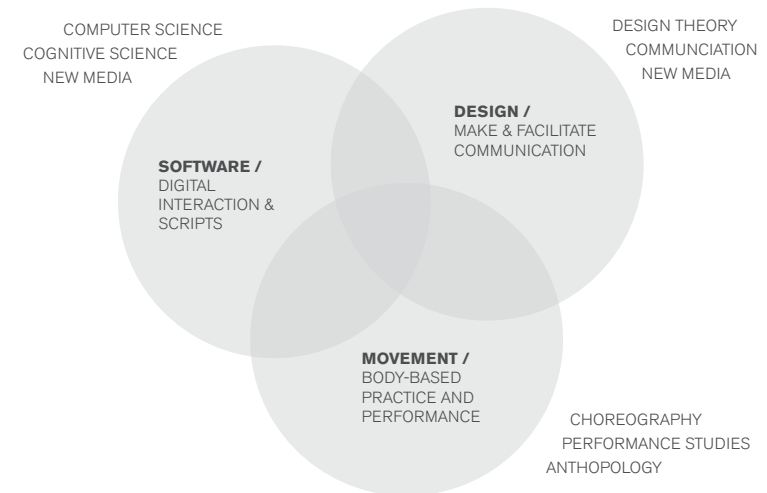 COMPUTER SCIENCE
COGNITIVE SCIENCE
NEW MEDIA
DESIGN THEORY
COMMUNCIATION
NEW MEDIA
DESIGN /
MAKE & FACILITATE
COMMUNICATION
SOFTWARE /
DIGITAL
INTERACTION &
SCRIPTS
MOVEMENT /
BODY-BASED
PRACTICE AND
PERFORMANCE
CHOREOGRAPHY
PERFORMANCE STUDIES
ANTHOPOLOGY